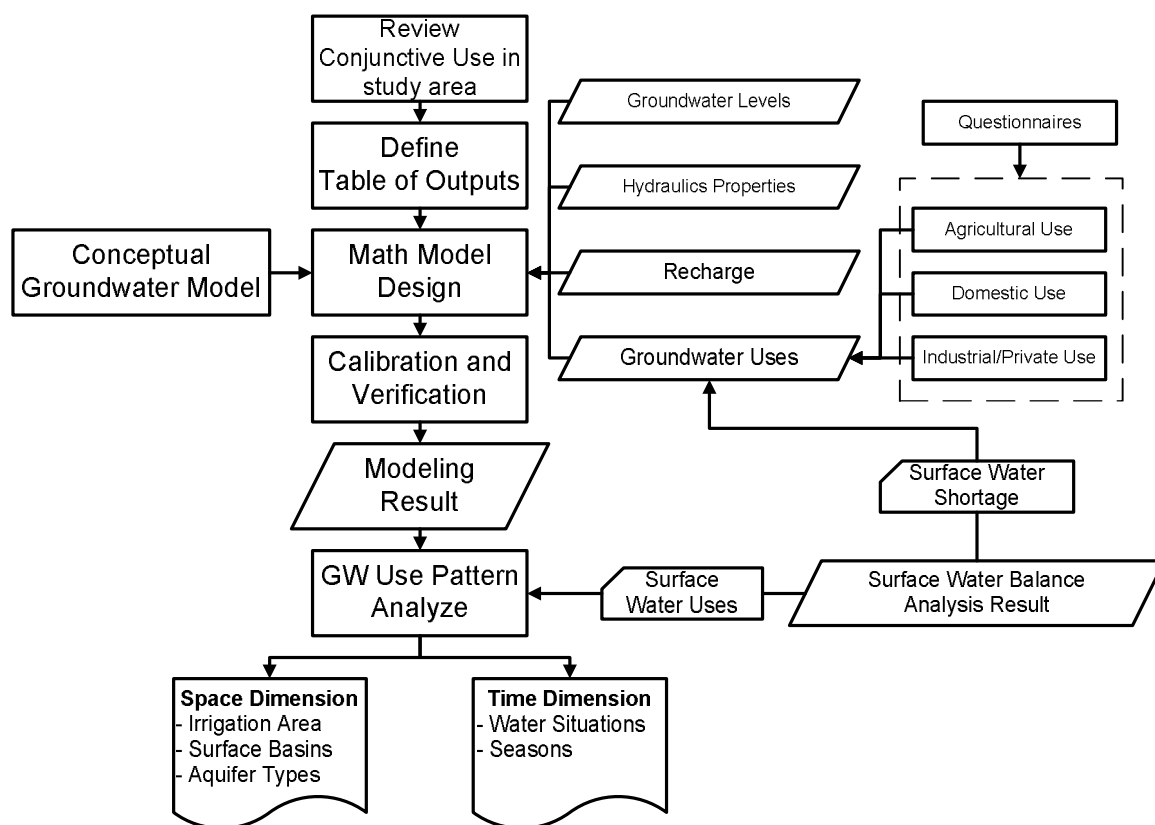 Review
Conjunctive Use in
study area
Define
Table of Outputs
Conceptual
Groundwater Model
Math Model
Design
Calibration and
Verification
Modeling
Result
GW Use Pattern
Analyze
Groundwater Levels
Hydraulics Properties
Recharge
Groundwater Uses
Questionnaires
Agricultural Use
Domestic Use
Industrial/Private Use
Surface Water
Shortage
Surface
Water Uses
Surface Water Balance
Analysis Result
Space Dimension
- Irrigation Area
- Surface Basins
- Aquifer Types
Time Dimension
- Water Situations
- Seasons